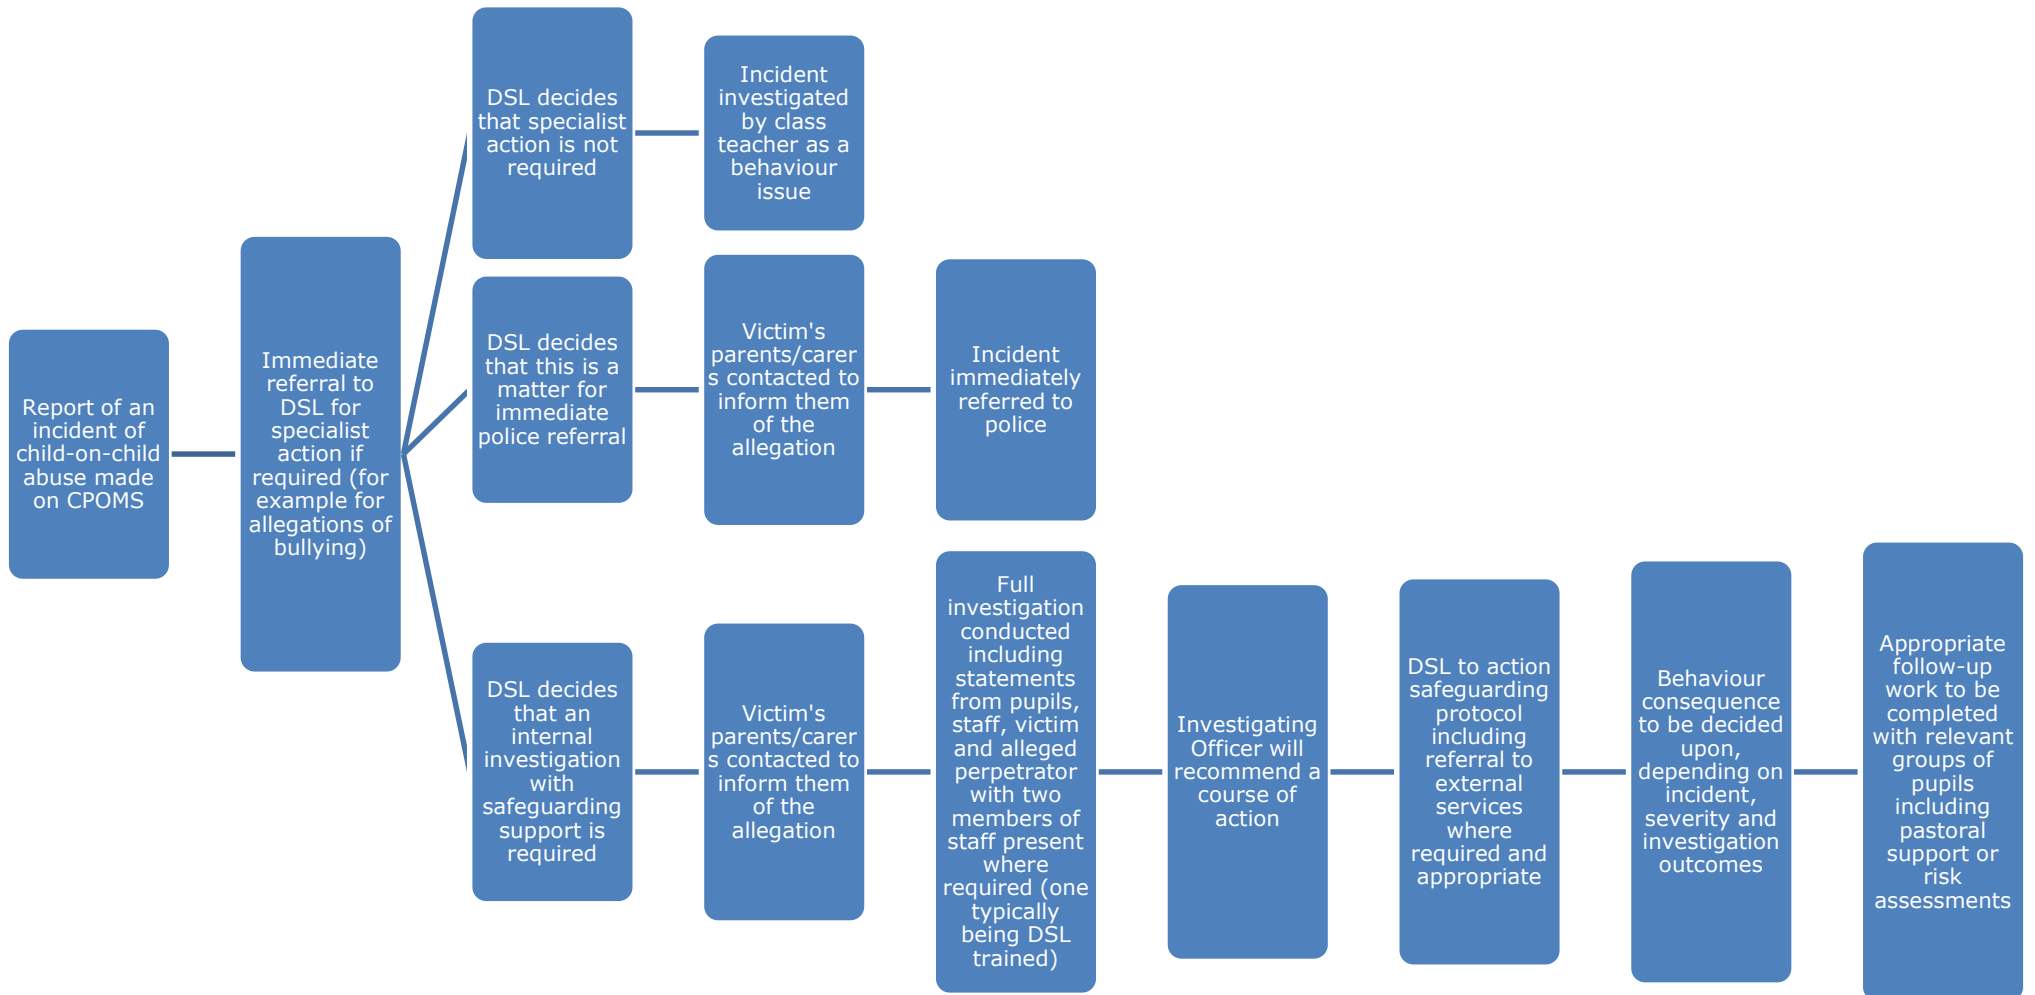 Report of an
incident of
child-on-child
abuse made
on CPOMS
Immediate
referral to
DSL for
specialist
action if
required (for
example for
allegations of
bullying)
DSL decides
that specialist
action is not
required
Incident
investigated
by class
teacher as a
behaviour
issue
DSL decides
that this is a
matter for
immediate
police referral
Victim's
parents/carer
s contacted to
inform them
of the
allegation
Incident
immediately
referred to
police
DSL decides
that an
internal
investigation
with
safeguarding
support is
required
Victim's
parents/carer
s contacted to
inform them
of the
allegation
Full
investigation
conducted
including
statements
from pupils,
staff, victim
and alleged
perpetrator
with two
members of
staff present
where
required (one
typically
being DSL
trained)
Investigating
Officer will
recommend a
course of
action
DSL to action
safeguarding
protocol
including
referral to
external
services
where
required and
appropriate
Behaviour
consequence
to be decided
upon,
depending on
incident,
severity and
investigation
outcomes
Appropriate
follow-up
work to be
completed
with relevant
groups of
pupils
including
pastoral
support or
risk
assessments